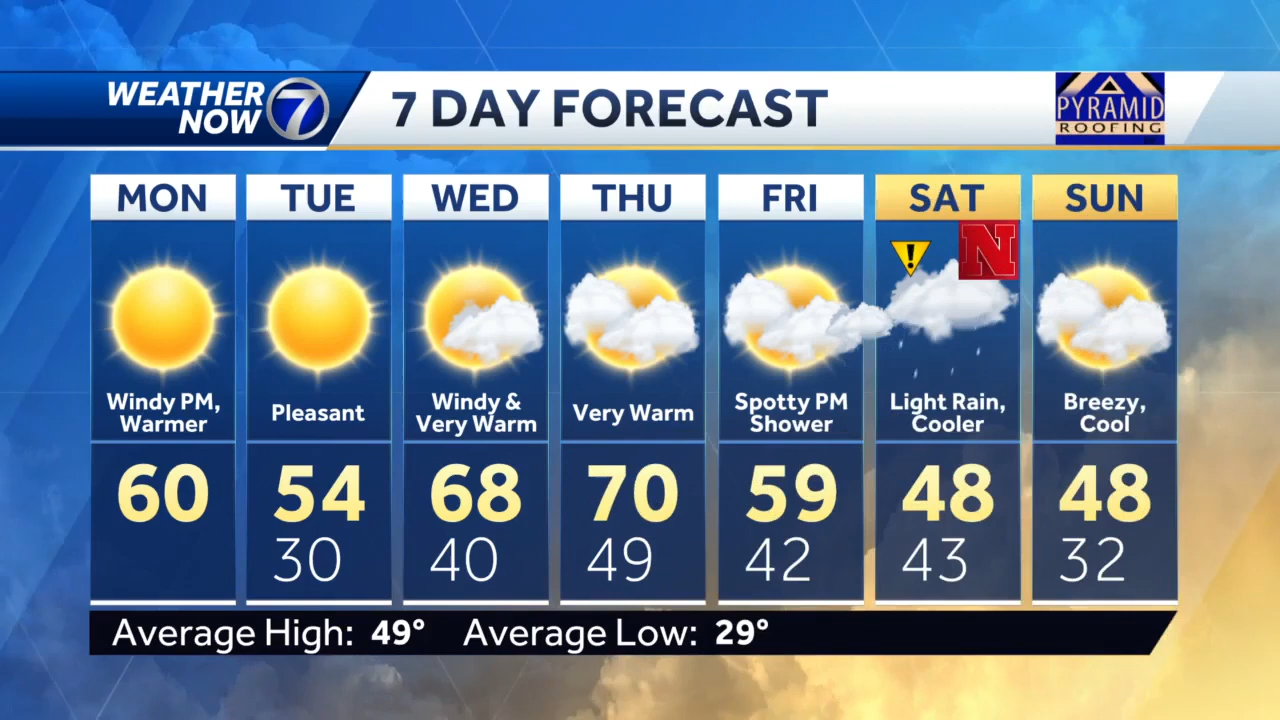 WEATHER
NOW 7
7 DAY FORECAST
PYRAMID
ROOFING
MON
TUE
WED
THU
FRI
SAT
SUN
!
N
Windy PM,
Warmer
Pleasant
Windy &
Very Warm
Very Warm
Spotty PM
Shower
Light Rain,
Cooler
Breezy,
Cool
60
54
68
70
59
48
48
30
40
49
42
43
32
Average High: 49° Average Low: 29°